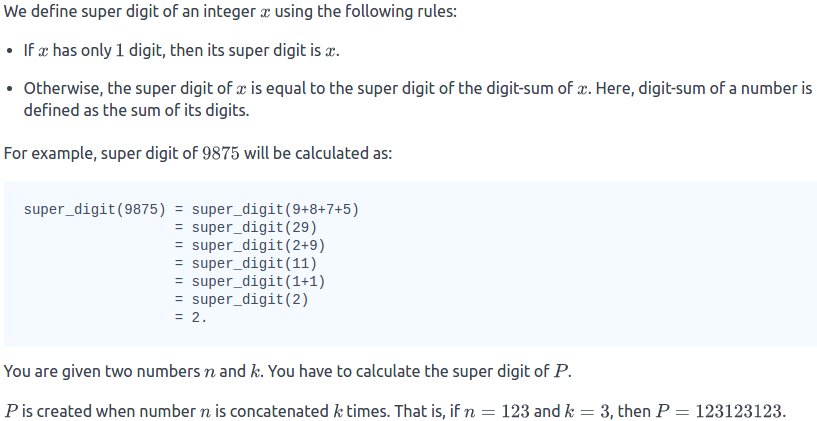 We define super digit of an integer x using the following rules:
• If x has only 1 digit, then its super digit is x.
• Otherwise, the super digit of x is equal to the super digit of the digit-sum of x. Here, digit-sum of a number is
defined as the sum of its digits.
For example, super digit of 9875 will be calculated as:
super_digit(9875) = super_digit(9+8+7+5)
= super_digit(29)
= super_digit(2+9)
= super_digit(11)
= super_digit(1+1)
= super_digit(2)
= 2.
You are given two numbers n and k. You have to calculate the super digit of P.
P is created when number n is concatenated k times. That is, if n = 123 and k = 3, then P = 123123123.